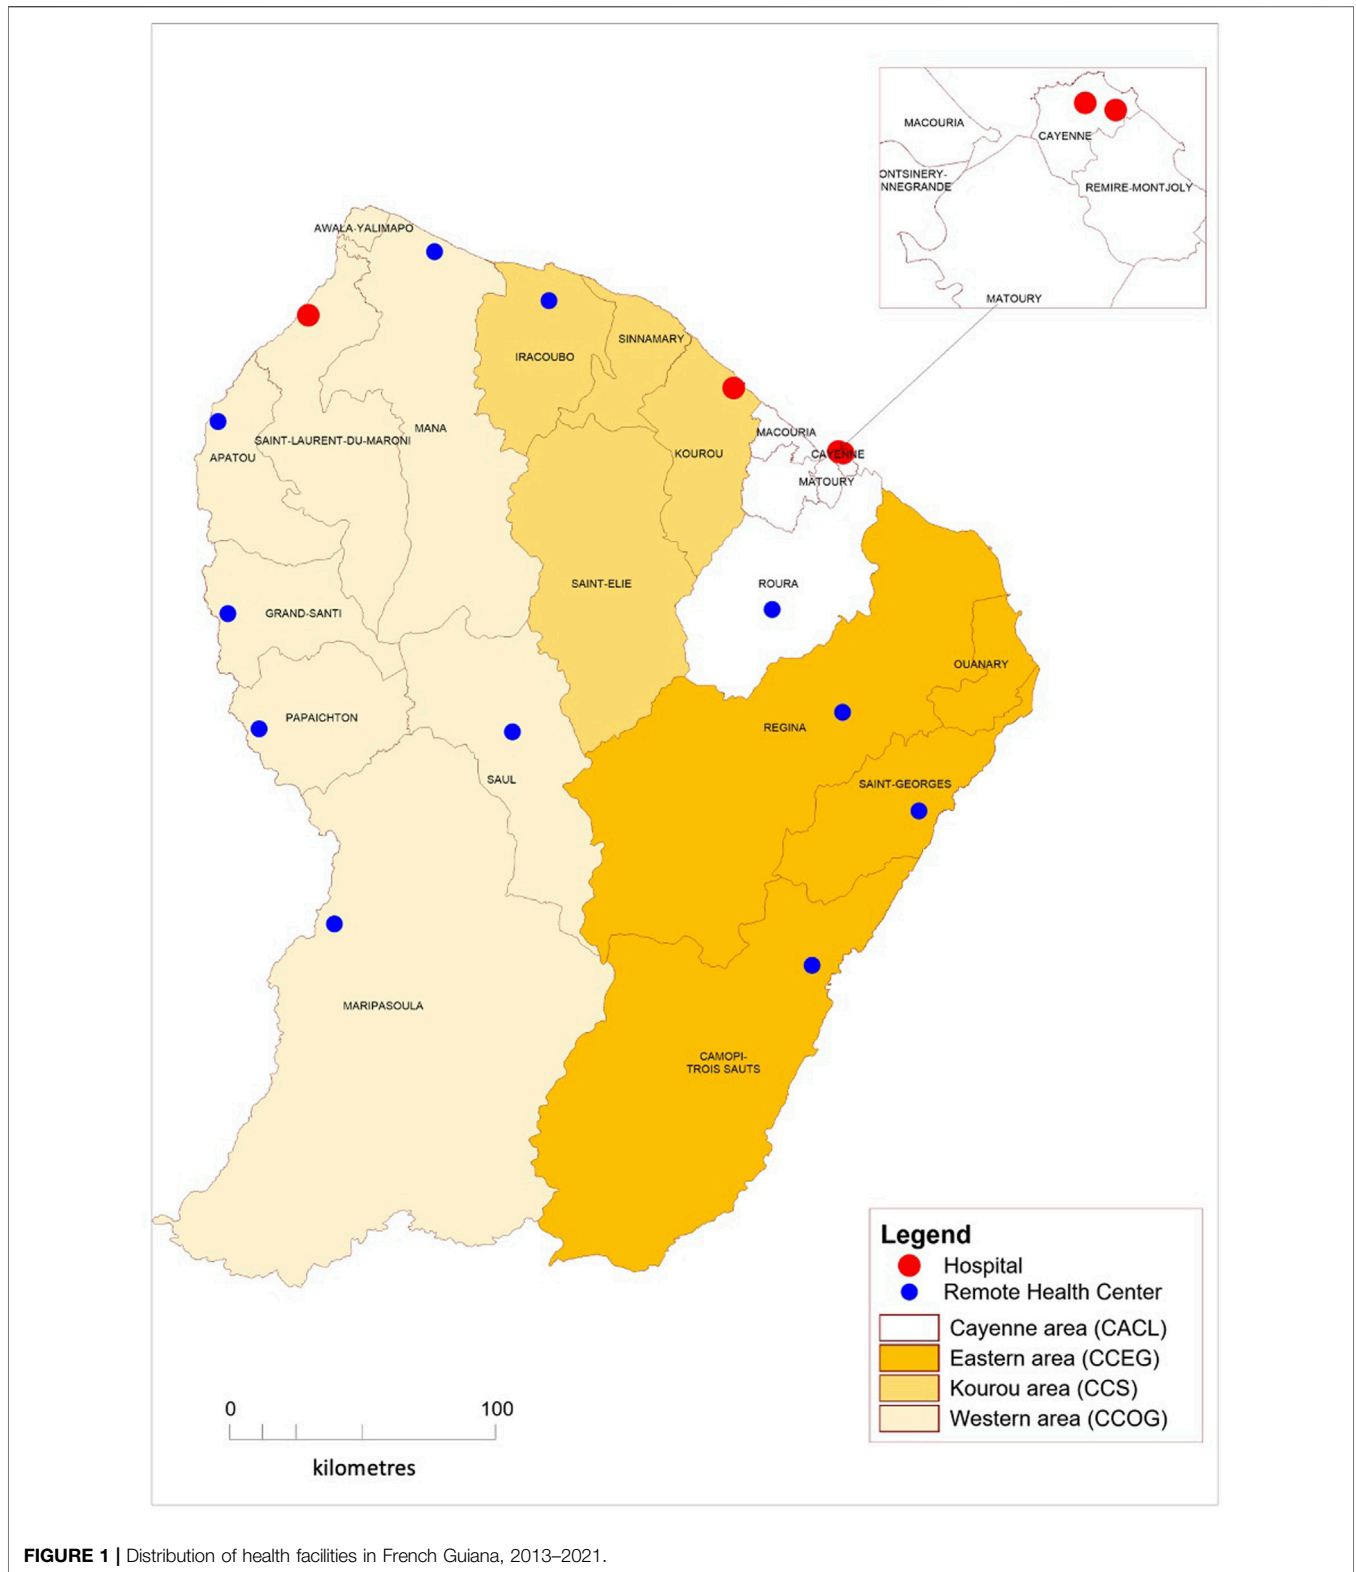 MACOURIA
CAYENNE
ONTSINERY-
NNEGRANDE
REMIRE-MONTJOLY
MATOURY
AWALA-YALIMAPO
SINNAMARY
IRACOUBO
MANA
MACOURIA
SAINT-LAURENT-DU-MARONI
KOUROU
CAYENNE
APATOU
MATOURY
SAINT-ELIE
ROURA
GRAND-SANTI
OUANARY
PAPAICHTON
REGINA
SAUL
SAINT-GEORGES
MARIPASOULA
CAMOPI-
TROIS SAUTS
Legend
Hospital
Remote Health Center
Cayenne area (CACL)
Eastern area (CCEG)
Kourou area (CCS)
Western area (CCOG)
0 100
kilometres
FIGURE 1 | Distribution of health facilities in French Guiana, 2013–2021.